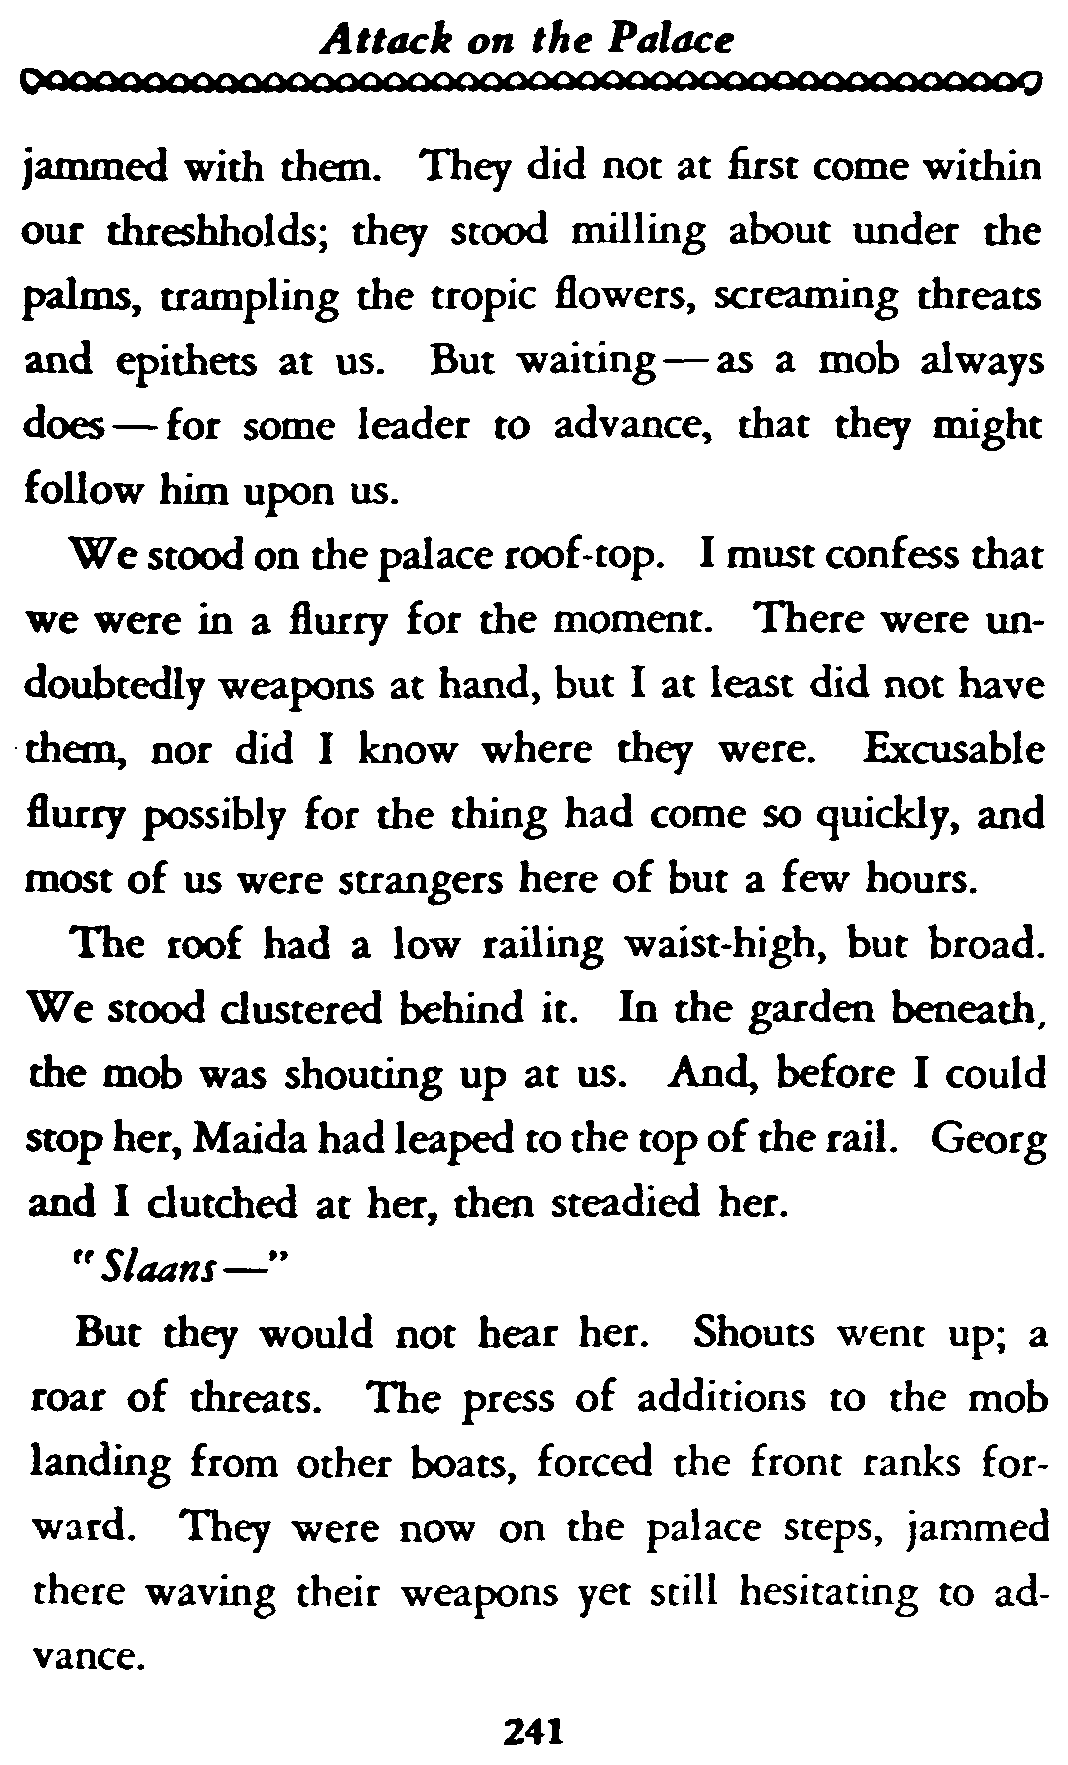 Attack on the Palace
jammed with them. They did not at first come within
our threshholds; they stood milling about under the
palms, trampling the tropic flowers, screaming threats
and epithets at us. But waiting—as a mob always
does—for some leader to advance, that they might
follow him upon us.
We stood on the palace roof-top. I must confess that
we were in a flurry for the moment. There were un-
doubtedly weapons at hand, but I at least did not have
them, nor did I know where they were. Excusable
flurry possibly for the thing had come so quickly, and
most of us were strangers here of but a few hours.
The roof had a low railing waist-high, but broad.
We stood clustered behind it. In the garden beneath,
the mob was shouting up at us. And, before I could
stop her, Maida had leaped to the top of the rail. Georg
and I clutched at her, then steadied her.
"Slaans—"
But they would not hear her. Shouts went up; a
roar of threats. The press of additions to the mob
landing from other boats, forced the front ranks for-
ward. They were now on the palace steps, jammed
there waving their weapons yet still hesitating to ad-
vance.
241